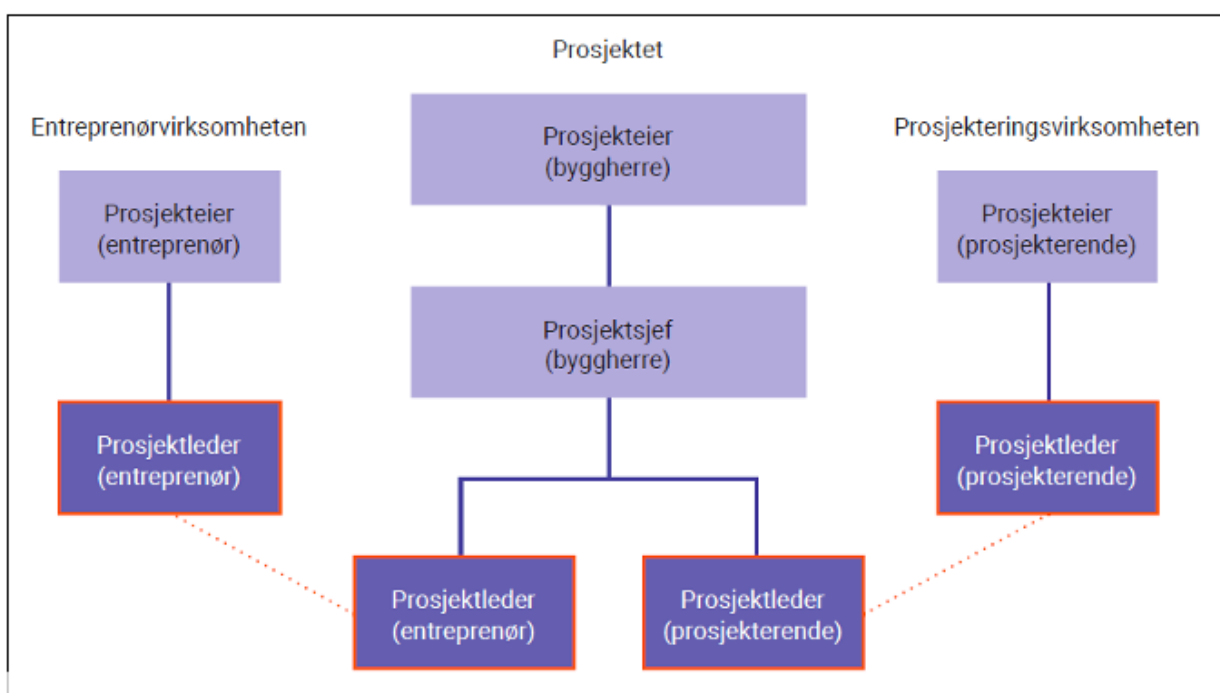 Prosjektet
Entreprenørvirksomheten
Prosjekteringsvirksomheten
Prosjekteier
(byggherre)
Prosjekteier
(entreprenør)
Prosjekteier
(prosjekterende)
Prosjektsjef
(byggherre)
Prosjektleder
(entreprenør)
Prosjektleder
(prosjekterende)
Prosjektleder
(entreprenør)
Prosjektleder
(prosjekterende)